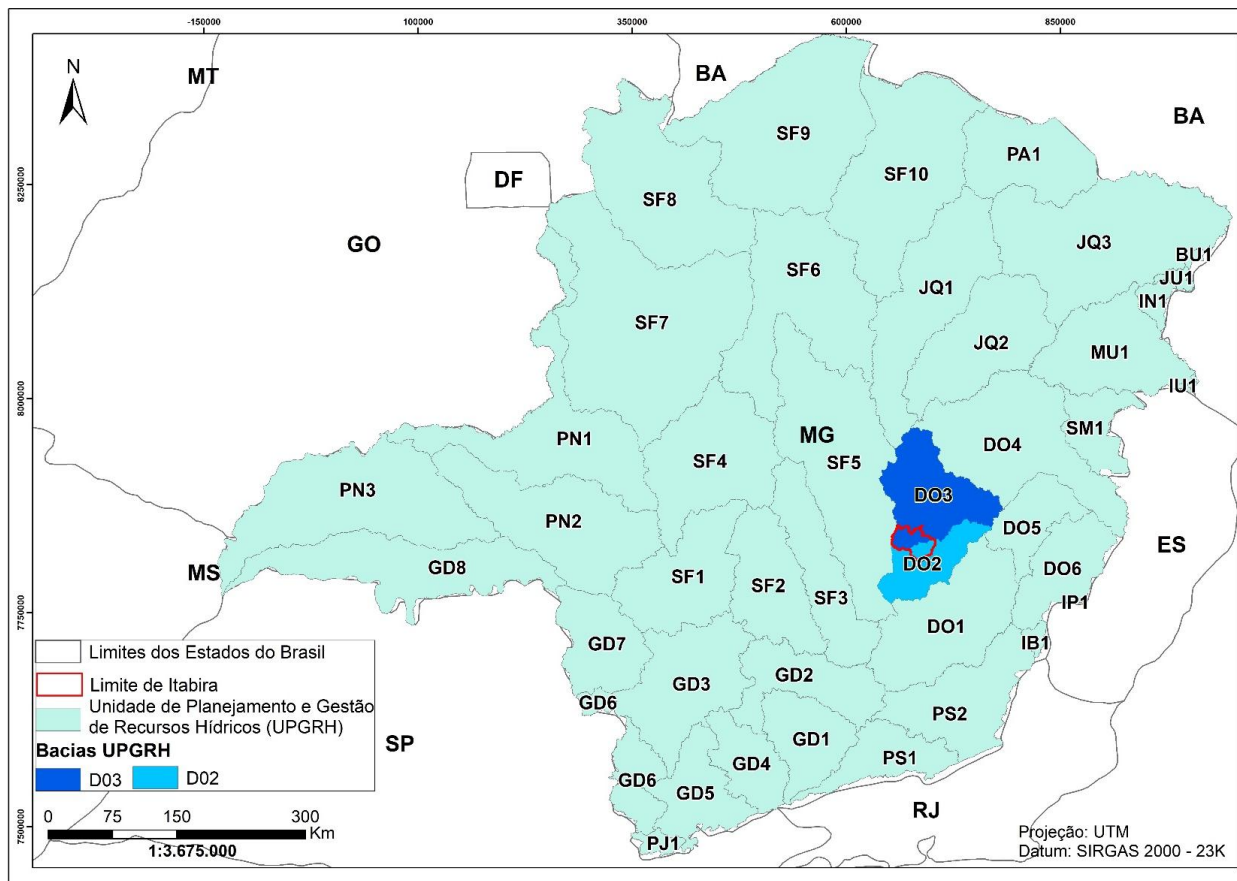 -150000 100000 350000 600000 850000
N
MT
BA
BA
SF9
PA1
SF10
DF
8250000
SF8
GO
JQ3
BU1
SF6
JU1
JQ1
IN1
SF7
JQ2
MU1
IU1
8000000
SM1
PN1
MG
DO4
SF4
SF5
PN3
DO3
PN2
DO5
ES
DO2
MS
GD8
SF1
DO6
SF2
SF3
IP1
7750000
DO1
IB1
GD7
GD2
GD3
GD6
PS2
SP
GD1
PS1
GD4
GD6
GD5
RJ
7500000
PJ1
Limites dos Estados do Brasil
Limite de Itabira
Unidade de Planejamento e Gestão
de Recursos Hídricos (UPGRH)
Bacias UPGRH
D03 D02
0 75 150 300
Km
1:3.675.000
Projeção: UTM
Datum: SIRGAS 2000 - 23K